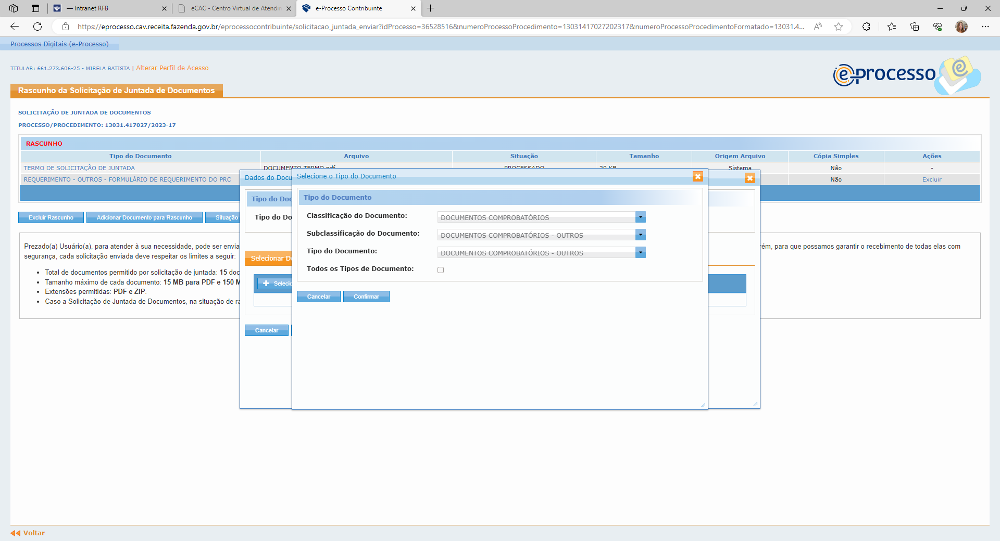 — Intranet RFB
eCAC - Centro Virtual de Atendin
e-Processo Contribuinte
https://eprocesso.cav.receita.fazenda.gov.br/eprocessocontribuinte/solicitacao_juntada_enviar?idProcesso=36528516&numeroProcessoProcedimento=13031417027202317&numeroProcessoProcedimentoFormatado=13031.4...
Processos Digitais (e-Processo)
TITULAR: 661.273.606-25 - MIRELA BATISTA | Alterar Perfil de Acesso
e-processo
Rascunho da Solicitação de Juntada de Documentos
SOLICITAÇÃO DE JUNTADA DE DOCUMENTOS
PROCESSO/PROCEDIMENTO: 13031.417027/2023-17
RASCUNHO
Tipo do Documento Arquivo Situação Tamanho Origem Arquivo Cópia Simples Ações
TERMO DE SOLICITAÇÃO DE JUNTADA DOCUMENTO TERMO.pdf PROCESSADO 20 KB Sistema Não -
REQUERIMENTO - OUTROS - FORMULÁRIO DE REQUERIMENTO DO PRC Não Excluir
Excluir Rascunho Adicionar Documento para Rascunho Situação
Prezado(a) Usuário(a), para atender à sua necessidade, pode ser envia rém, para que possamos garantir o recebimento de todas elas com
segurança, cada solicitação enviada deve respeitar os limites a seguir:
• Total de documentos permitido por solicitação de juntada: 15 doc
• Tamanho máximo de cada documento: 15 MB para PDF e 150 M
• Extensões permitidas: PDF e ZIP.
• Caso a Solicitação de Juntada de Documentos, na situação de ra
Dados do Docu
Tipo do Doc
Tipo do Do
Selecionar D
Selecio
Cancelar
Selecione o Tipo do Documento
Tipo do Documento
Classificação do Documento: DOCUMENTOS COMPROBATÓRIOS
Subclassificação do Documento: DOCUMENTOS COMPROBATÓRIOS - OUTROS
Tipo do Documento: DOCUMENTOS COMPROBATÓRIOS - OUTROS
Todos os Tipos de Documento:
Cancelar Confirmar
Voltar